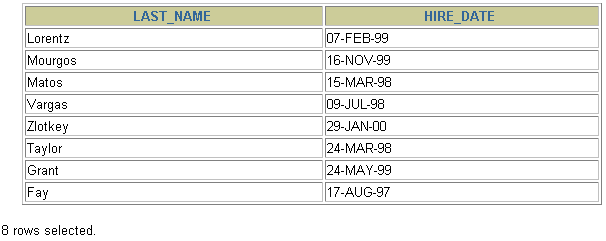 LAST_NAME HIRE_DATE
Lorentz 07-FEB-99
Mourgos 16-NOV-99
Matos 15-MAR-98
Vargas 09-JUL-98
Zlotkey 29-JAN-00
Taylor 24-MAR-98
Grant 24-MAY-99
Fay 17-AUG-97
8 rows selected.